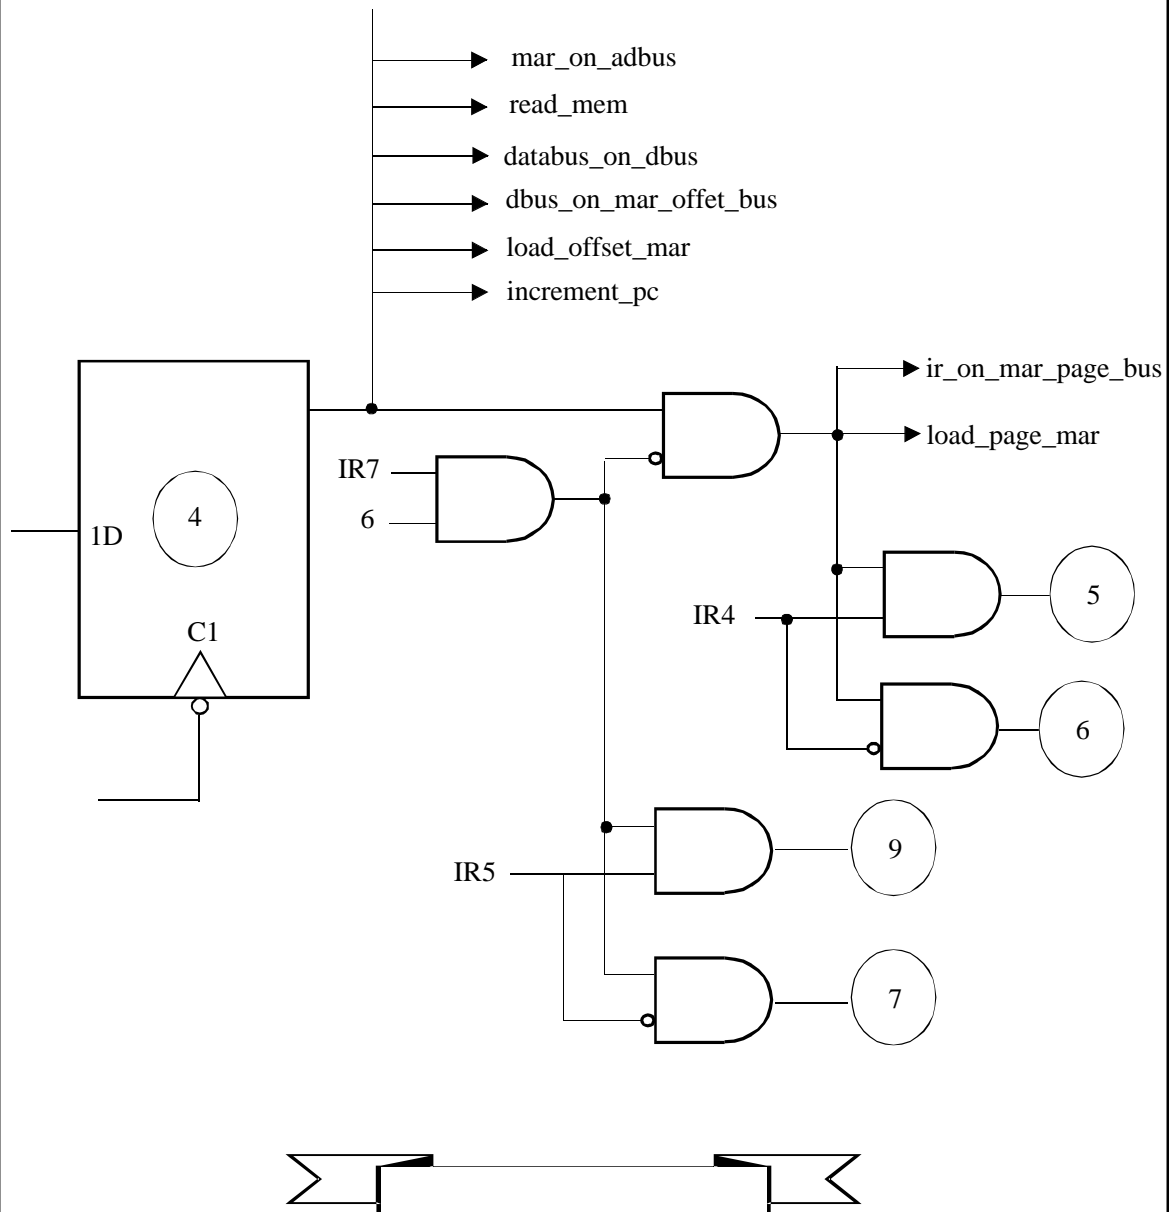 mar_on_adbus
read_mem
databus_on_dbus
dbus_on_mar_offet_bus
load_offset_mar
increment_pc
ir_on_mar_page_bus
load_page_mar
IR7
6
4
1D
C1
IR4
5
6
IR5
9
7